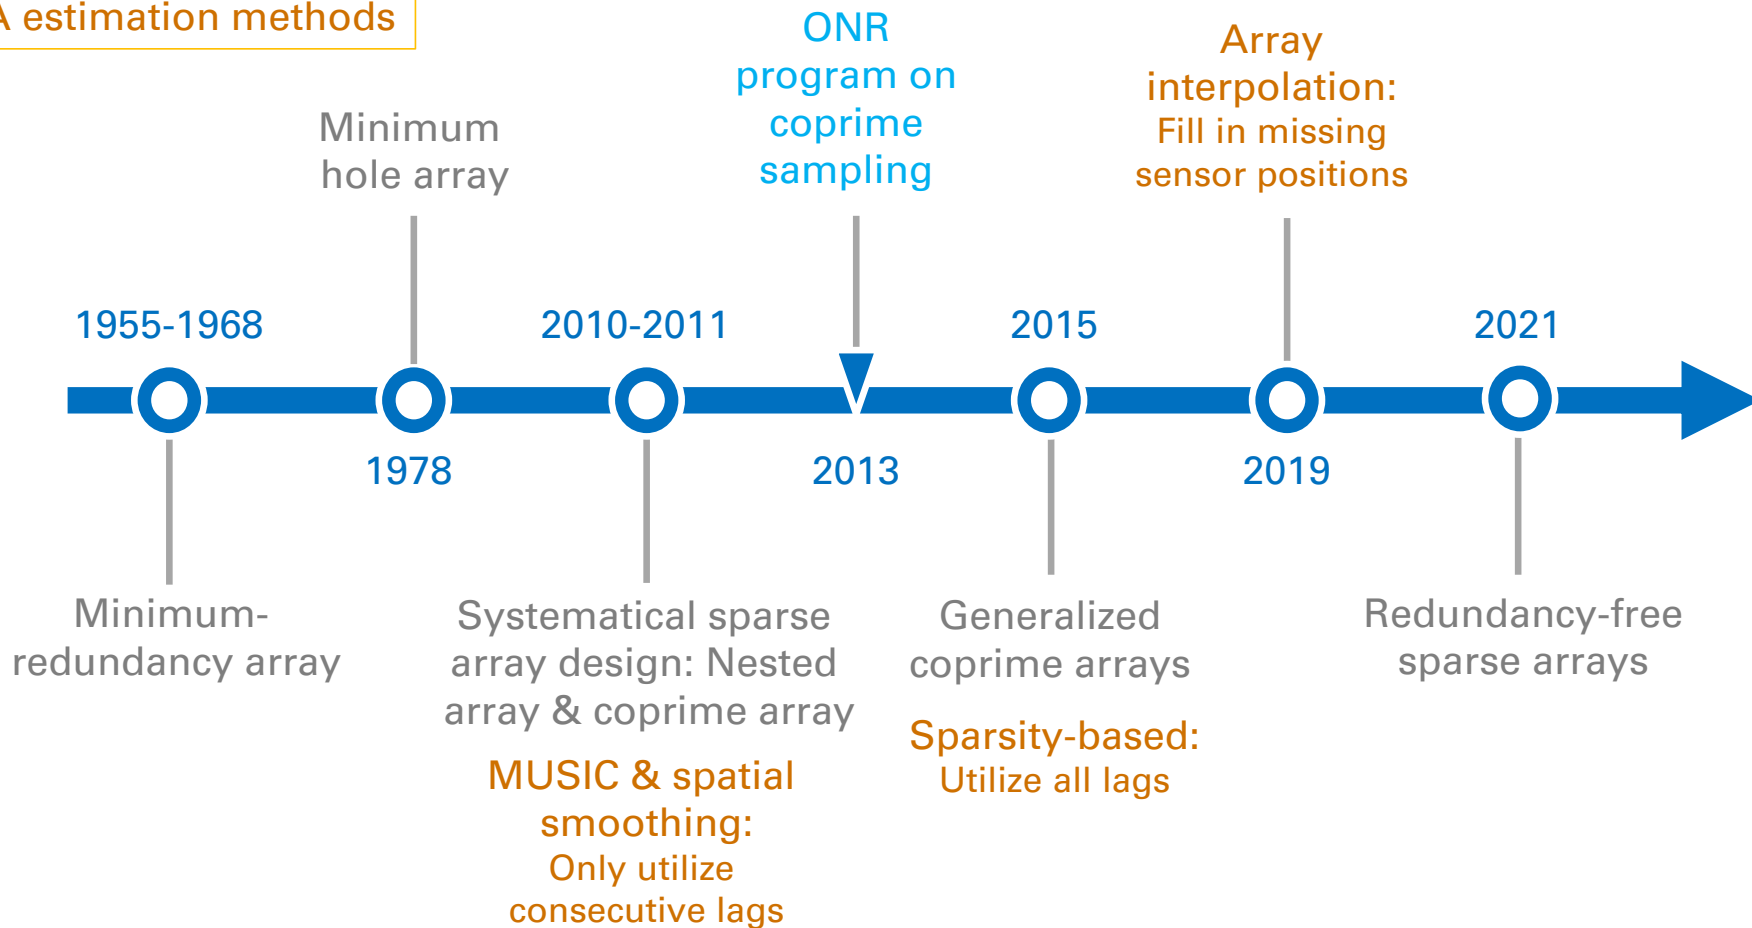 A estimation methods
ONR
program on
coprime
sampling
Array
interpolation:
Fill in missing
sensor positions
Minimum
hole array
1955-1968
2010-2011
2015
2021
1978
2013
2019
Minimum-
redundancy array
Systematical sparse
array design: Nested
array & coprime array
MUSIC & spatial
smoothing:
Only utilize
consecutive lags
Generalized
coprime arrays
Sparsity-based:
Utilize all lags
Redundancy-free
sparse arrays